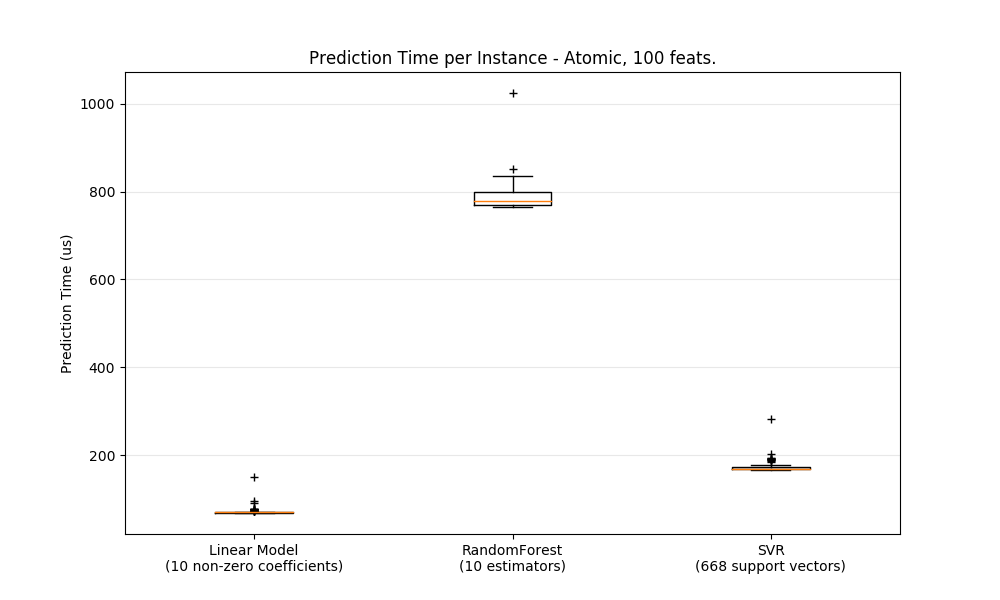 Prediction Time per Instance - Atomic, 100 feats.
Prediction Time (us)
1000
800
600
400
200
Linear Model
(10 non-zero coefficients)
RandomForest
(10 estimators)
SVR
(668 support vectors)